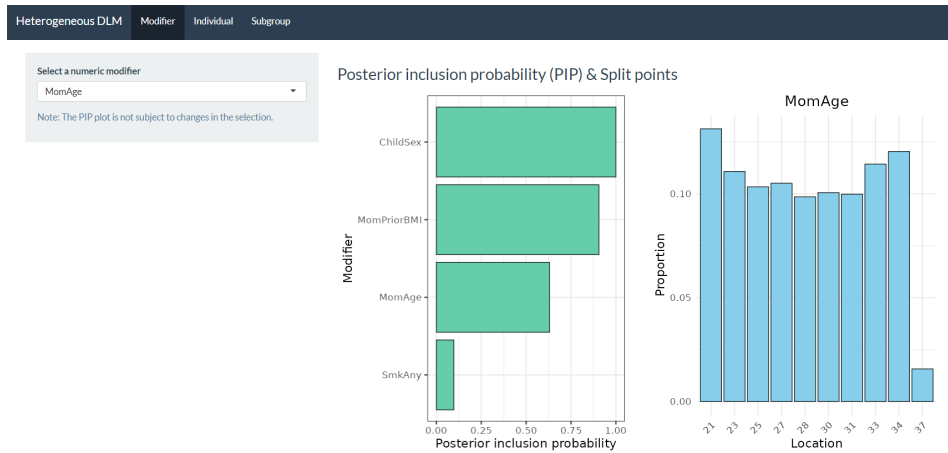 Heterogeneous DLM Modifier Individual Subgroup
Select a numeric modifier
MomAge
Note: The PIP plot is not subject to changes in the selection.
Posterior inclusion probability (PIP) & Split points
Modifier
ChildSex
MomPriorBMI
MomAge
SmkAny
0.00 0.25 0.50 0.75 1.00
Posterior inclusion probability
MomAge
Proportion
0.10
0.05
0.00
21 23 25 27 28 30 31 33 34 37
Location